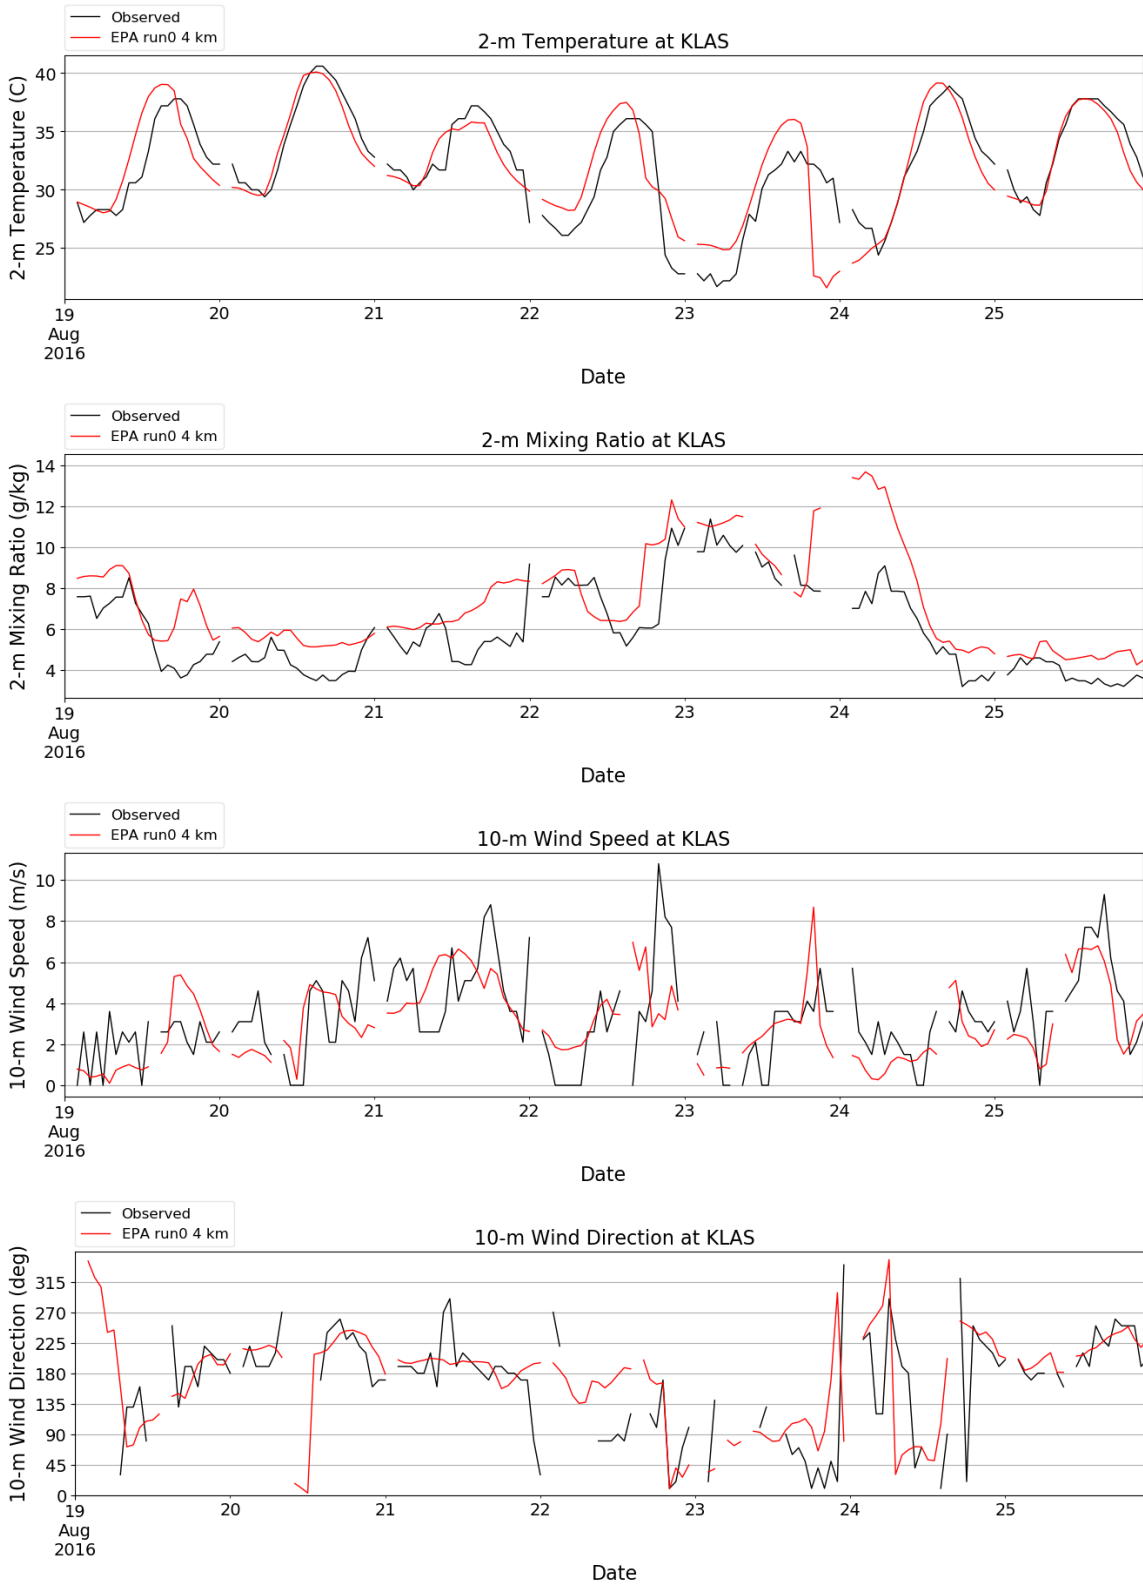 Observed
EPA run0 4 km
2-m Temperature at KLAS
2-m Temperature (C)
40
35
30
25
19
Aug
2016
20
21
22
23
24
25
Date
Observed
EPA run0 4 km
2-m Mixing Ratio at KLAS
2-m Mixing Ratio (g/kg)
14
12
10
8
6
4
19
Aug
2016
20
21
22
23
24
25
Date
Observed
EPA run0 4 km
10-m Wind Speed at KLAS
10-m Wind Speed (m/s)
10
8
6
4
2
0
19
Aug
2016
20
21
22
23
24
25
Date
Observed
EPA run0 4 km
10-m Wind Direction at KLAS
10-m Wind Direction (deg)
315
270
225
180
135
90
45
0
19
Aug
2016
20
21
22
23
24
25
Date